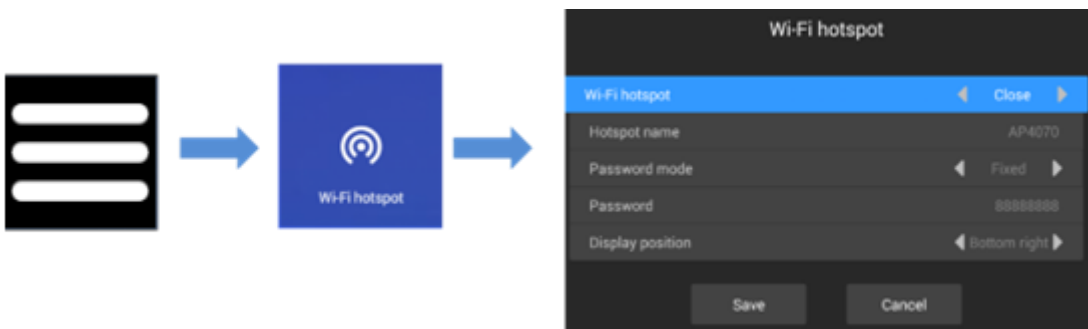 Wi-Fi hotspot
Wi-Fi hotspot
Wi-Fi hotspot Close
Hotspot name AP4070
Password mode Fixed
Password 88888888
Display position Bottom right
Save Cancel